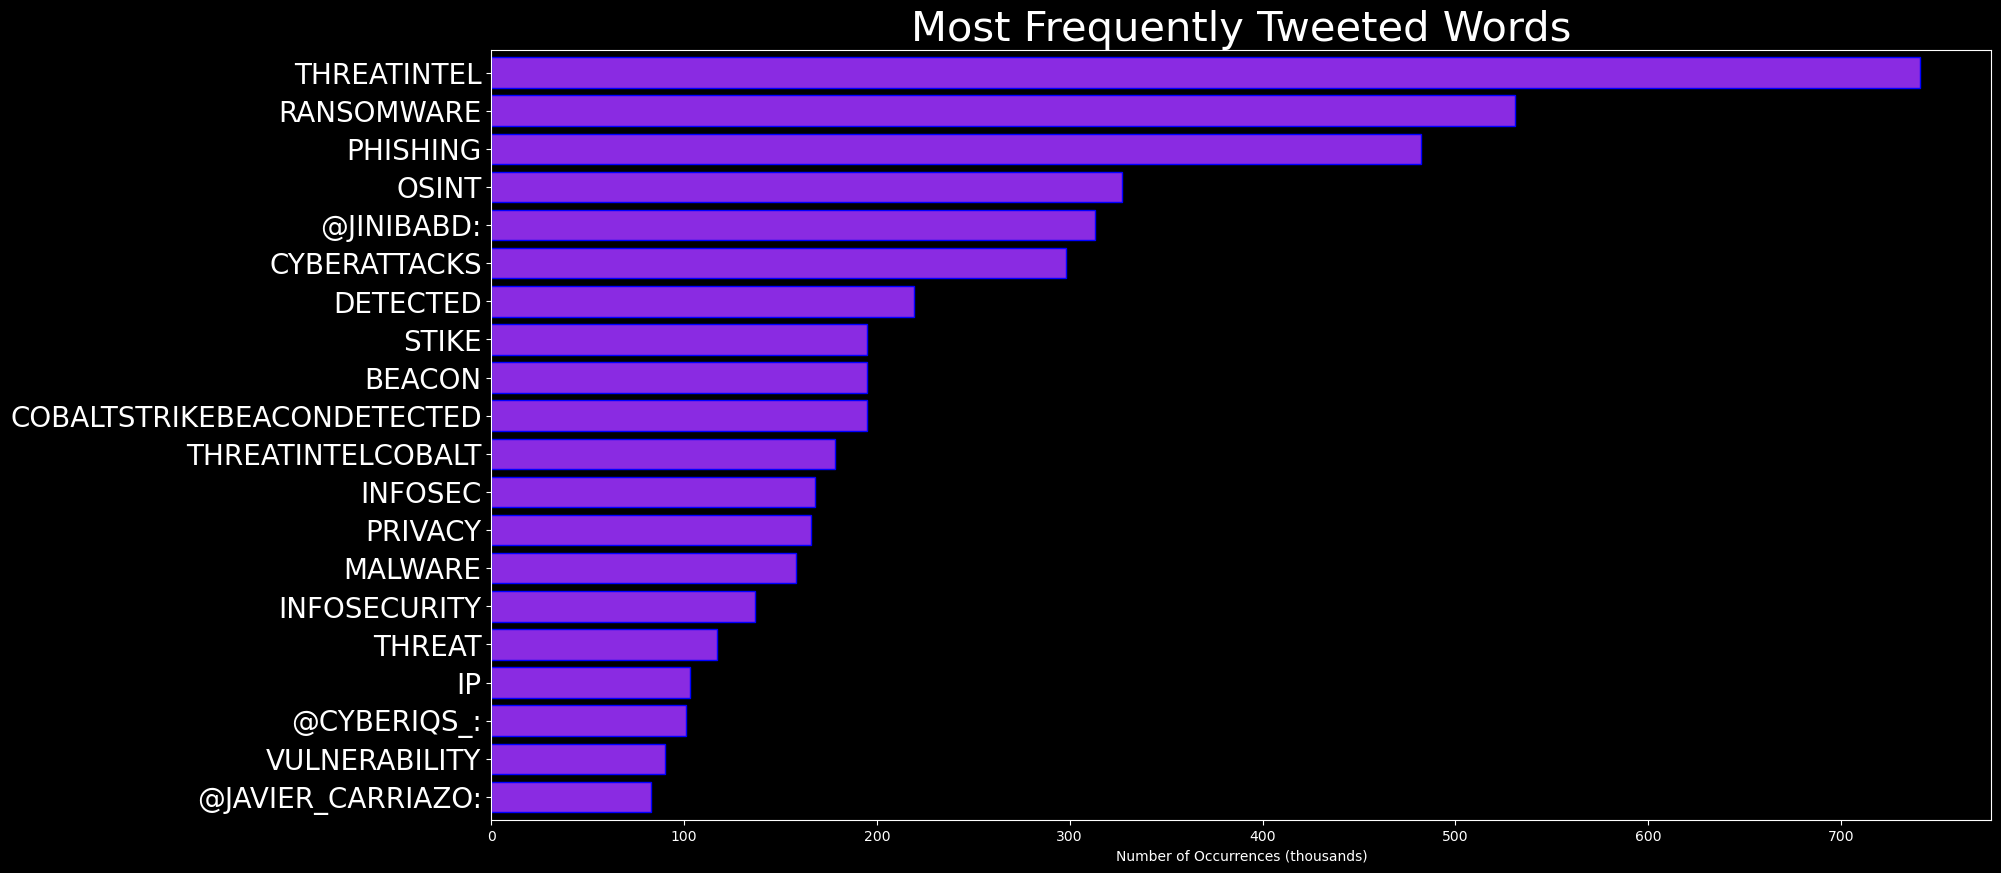 Most Frequently Tweeted Words
THREATINTEL
RANSOMWARE
PHISHING
OSINT
@JINIBABD:
CYBERATTACKS
DETECTED
STIKE
BEACON
COBALTSTRIKEBEACONDETECTED
THREATINTELCOBALT
INFOSEC
PRIVACY
MALWARE
INFOSECURITY
THREAT
IP
@CYBERIQS_:
VULNERABILITY
@JAVIER_CARRIAZO:
0 100 200 300 400 500 600 700
Number of Occurrences (thousands)